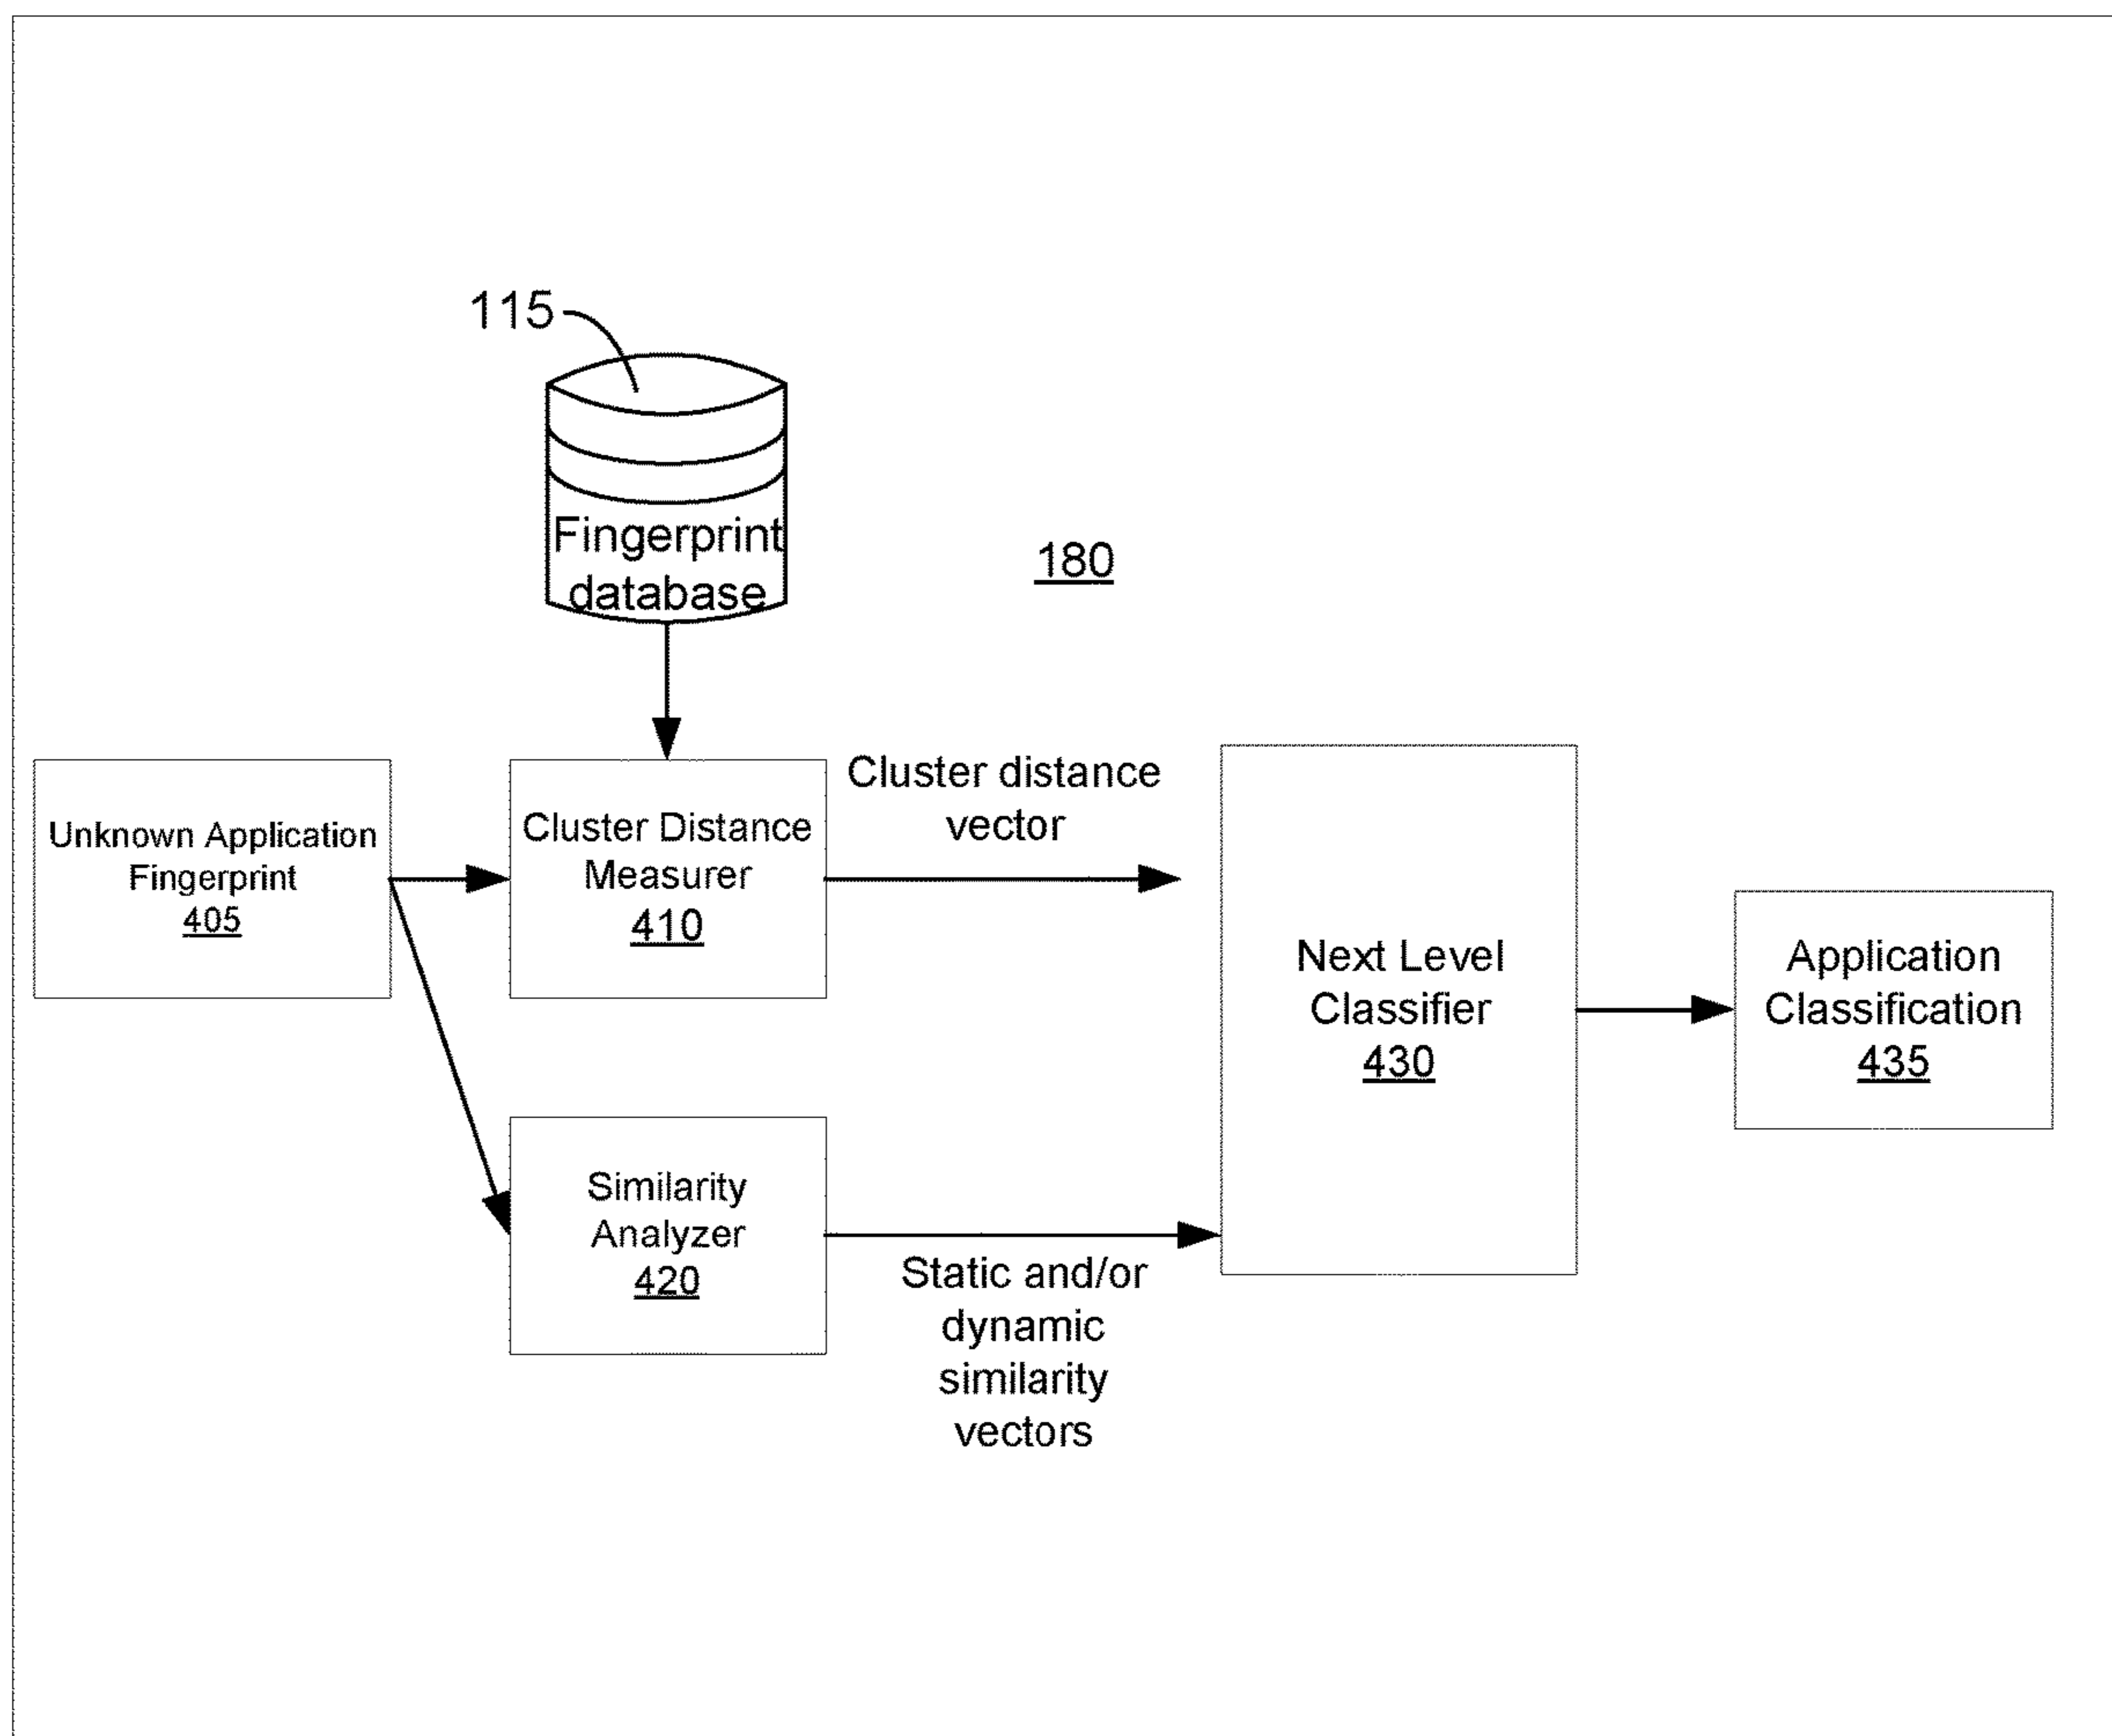 115
Fingerprint
database
180
Unknown Application
Fingerprint
405
Cluster Distance
Measurer
410
Cluster distance
vector
Next Level
Classifier
430
Application
Classification
435
Similarity
Analyzer
420
Static and/or
dynamic
similarity
vectors